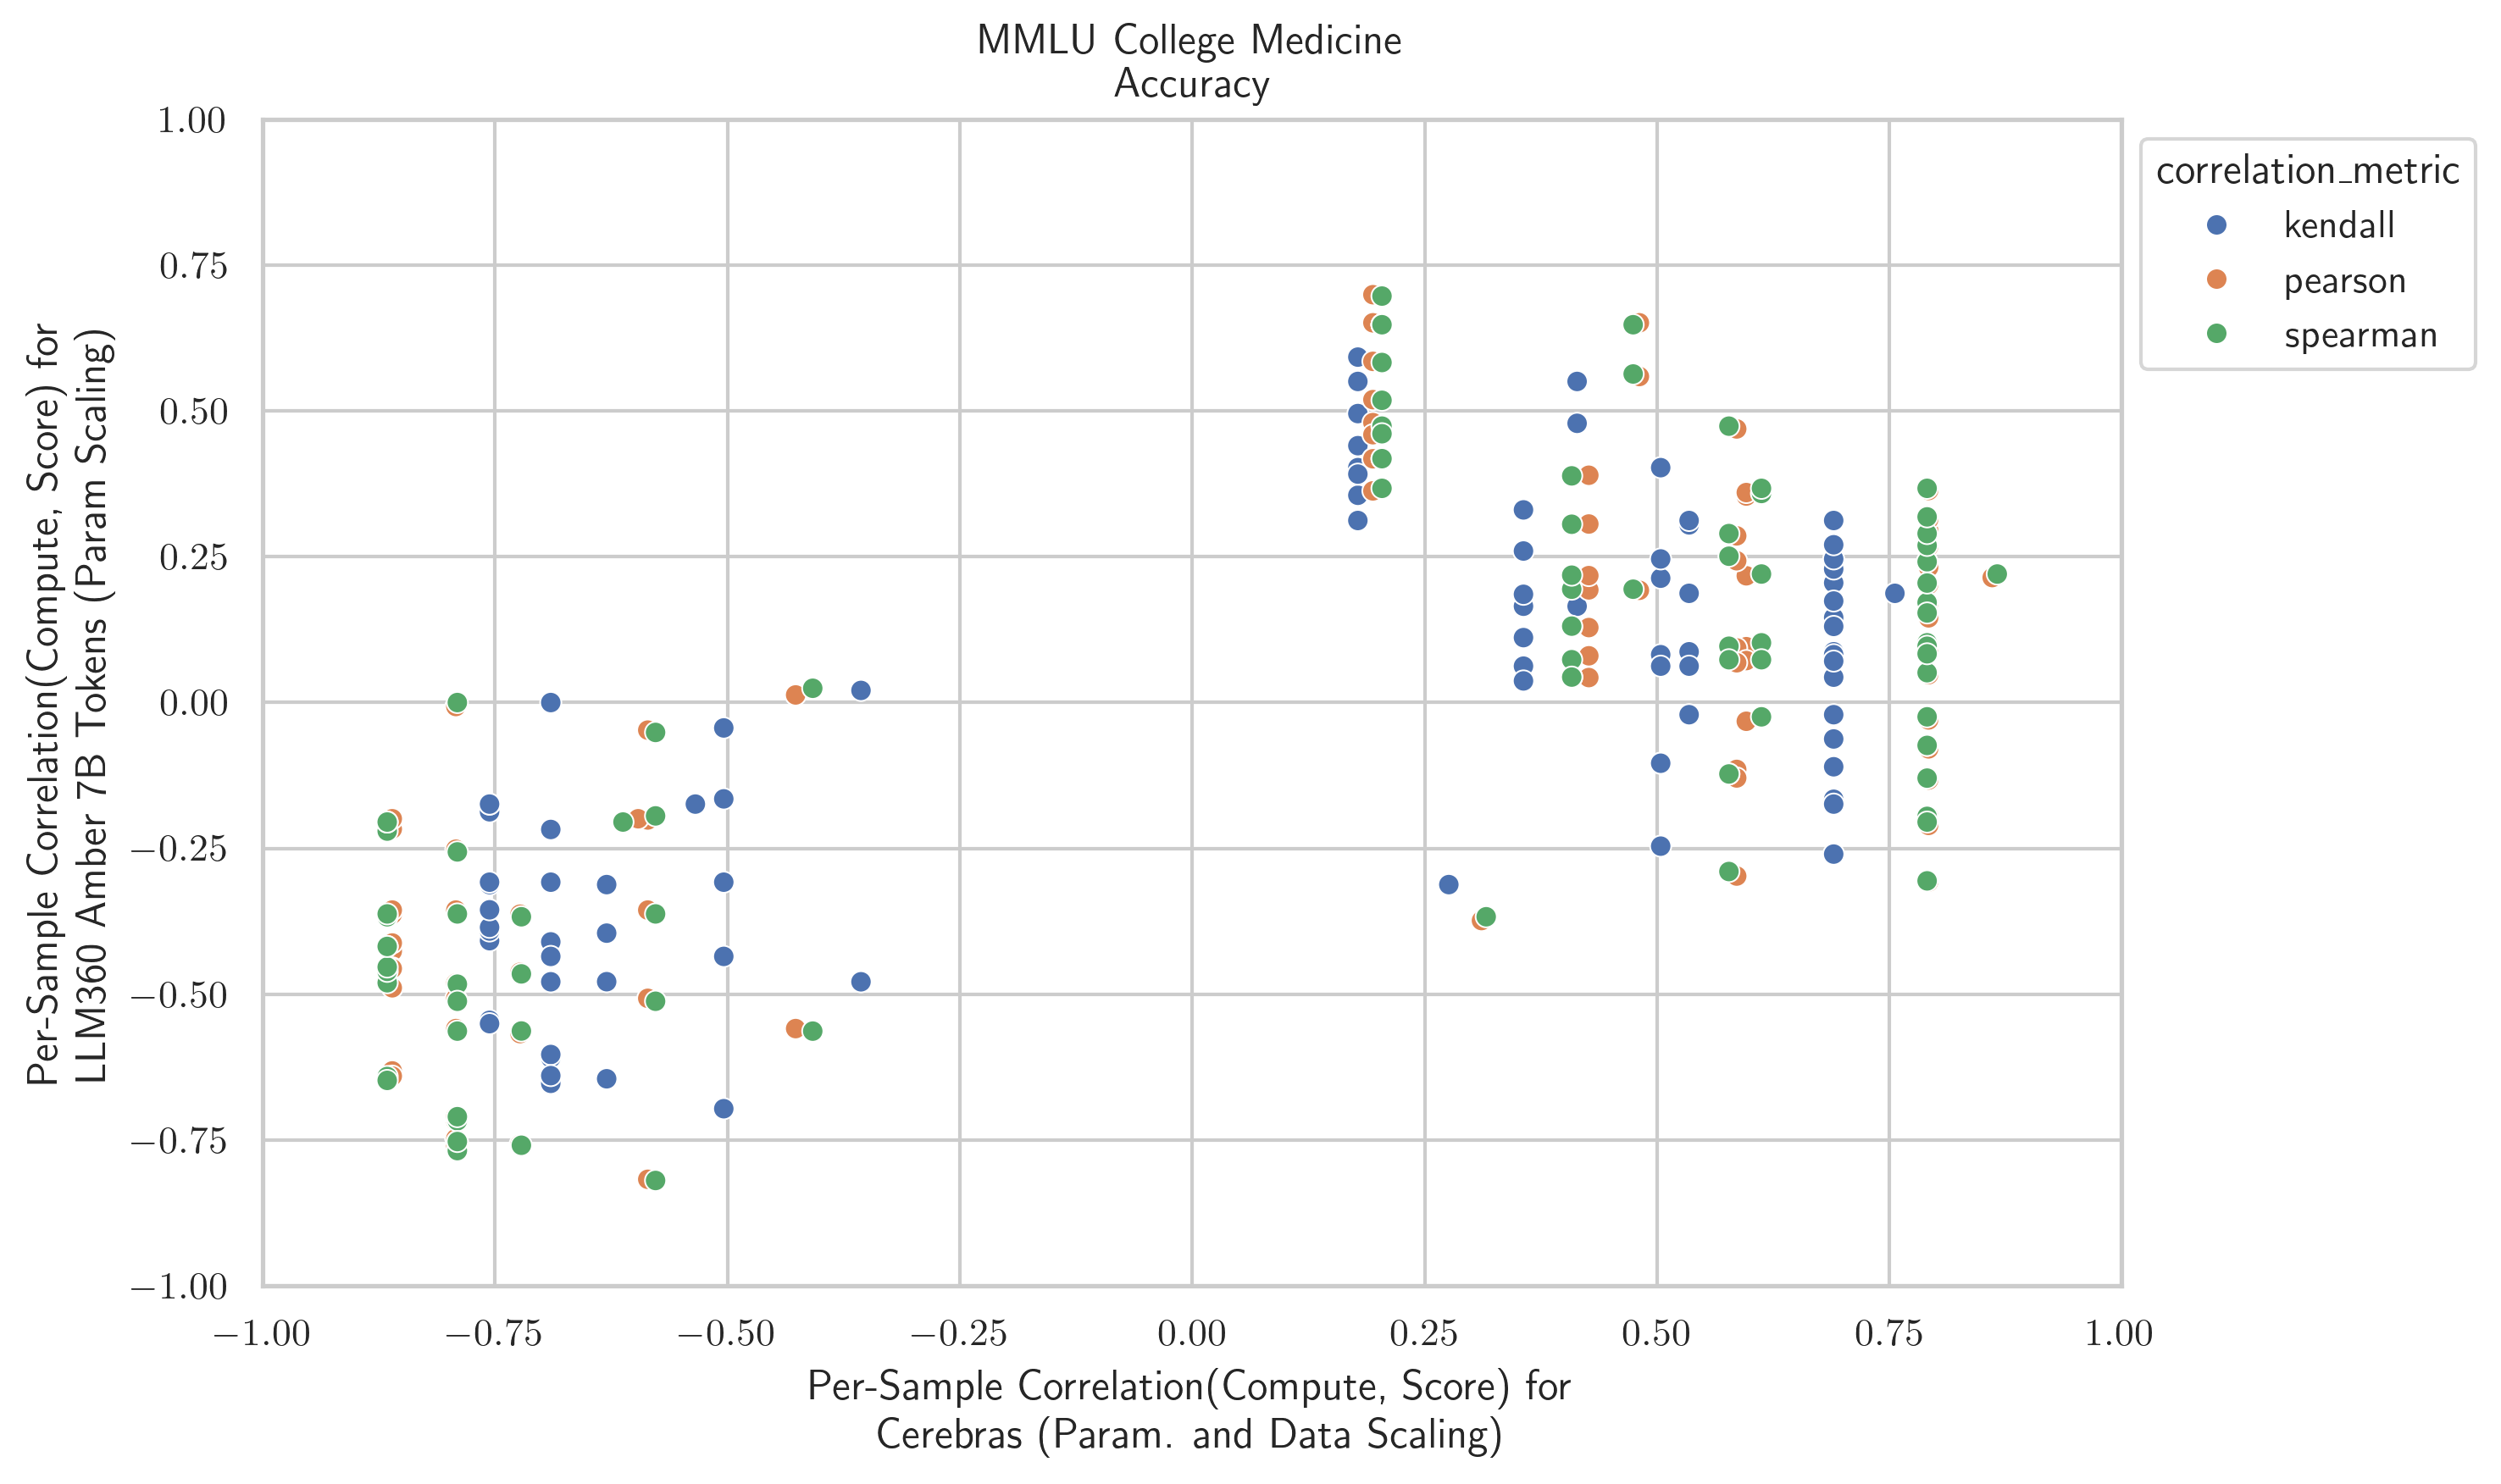 MMLU College Medicine
Accuracy
Per-Sample Correlation(Compute, Score) for
LLM360 Amber 7B Tokens (Param Scaling)
1.00
0.75
0.50
0.25
0.00
−0.25
−0.50
−0.75
−1.00
−1.00 −0.75 −0.50 −0.25 0.00 0.25 0.50 0.75 1.00
Per-Sample Correlation(Compute, Score) for
Cerebras (Param. and Data Scaling)
correlation_metric
kendall
pearson
spearman